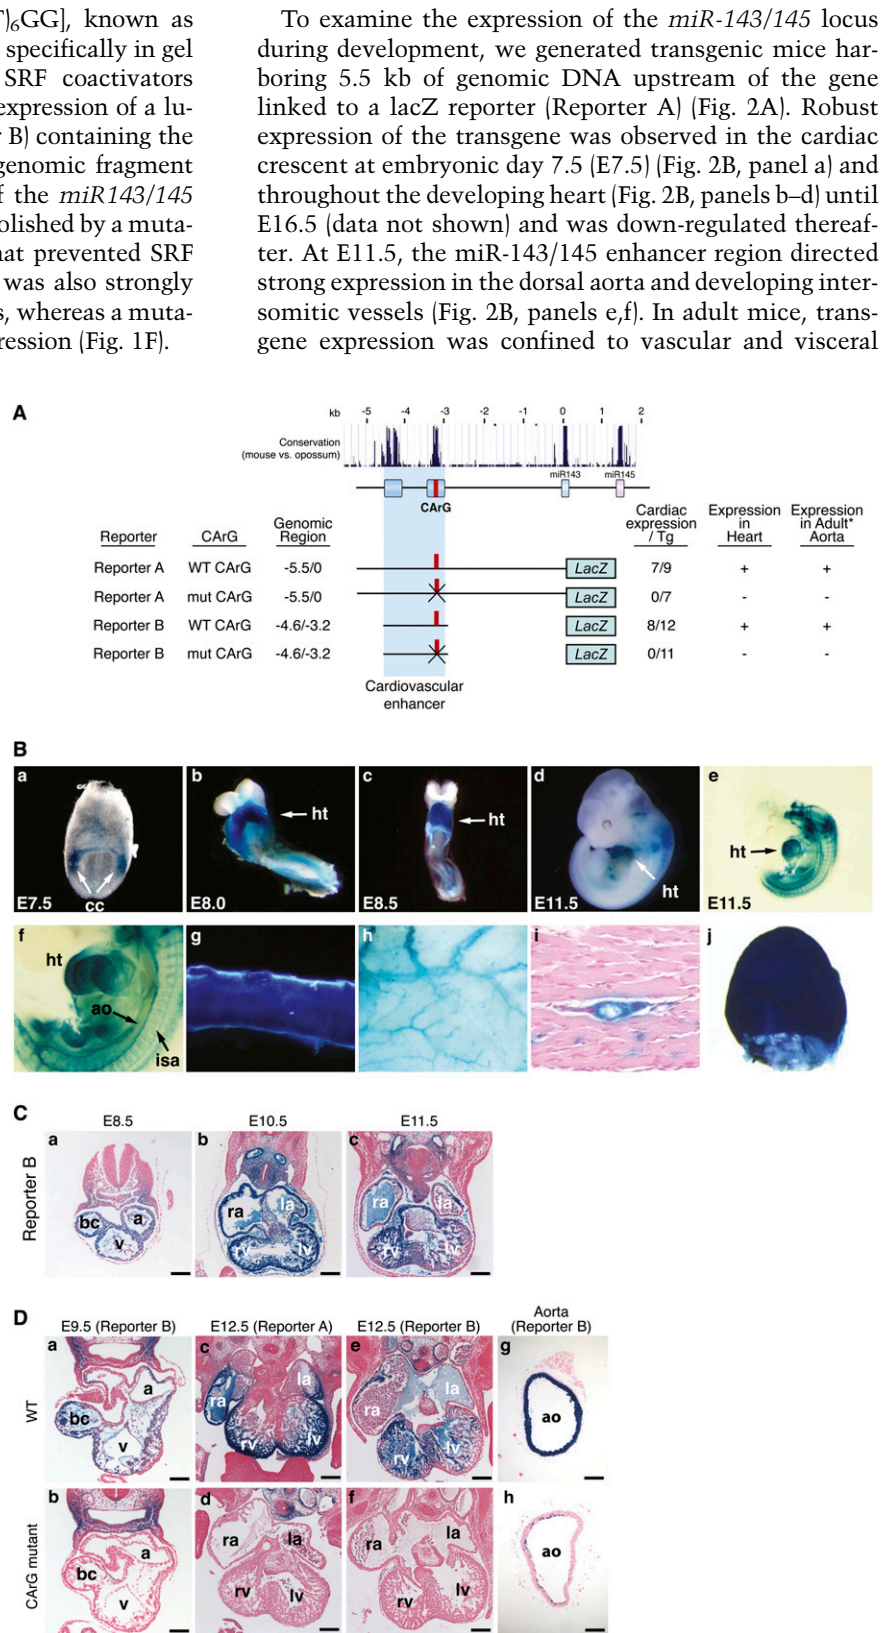 T)6GG], known as
specifically in gel
SRF coactivators
expression of a lu-
r B) containing the
genomic fragment
f the miR143/145
olished by a muta-
hat prevented SRF
was also strongly
s, whereas a muta-
ression (Fig. 1F).
To examine the expression of the miR-143/145 locus
during development, we generated transgenic mice har-
boring 5.5 kb of genomic DNA upstream of the gene
linked to a lacZ reporter (Reporter A) (Fig. 2A). Robust
expression of the transgene was observed in the cardiac
crescent at embryonic day 7.5 (E7.5) (Fig. 2B, panel a) and
throughout the developing heart (Fig. 2B, panels b–d) until
E16.5 (data not shown) and was down-regulated thereaf-
ter. At E11.5, the miR-143/145 enhancer region directed
strong expression in the dorsal aorta and developing inter-
somitic vessels (Fig. 2B, panels e,f). In adult mice, trans-
gene expression was confined to vascular and visceral
A
kb -5 -4 -3 -2 -1 0 1 2
Conservation
(mouse vs. opossum)
miR143 miR145
CArG
Reporter CArG Genomic Region Cardiac expression / Tg Expression in Heart Expression in Adult* Aorta
Reporter A WT CArG -5.5/0 LacZ 7/9 + +
Reporter A mut CArG -5.5/0 LacZ 0/7 - -
Reporter B WT CArG -4.6/-3.2 LacZ 8/12 + +
Reporter B mut CArG -4.6/-3.2 LacZ 0/11 - -
Cardiovascular
enhancer
B
a b c d e
ht ht ht ht
cc
E7.5 E8.0 E8.5 E11.5 E11.5
f g h i j
ht
ao
isa
C
E8.5 E10.5 E11.5
Reporter B
a b c
bc a v
ra la rv lv
ra la rv lv
D
E9.5 (Reporter B) E12.5 (Reporter A) E12.5 (Reporter B) Aorta (Reporter B)
WT
a c e g
a bc v
ra la rv lv
ra la rv lv
ao
CArG mutant
b d f h
a bc v
ra la rv lv
ra la rv lv
ao